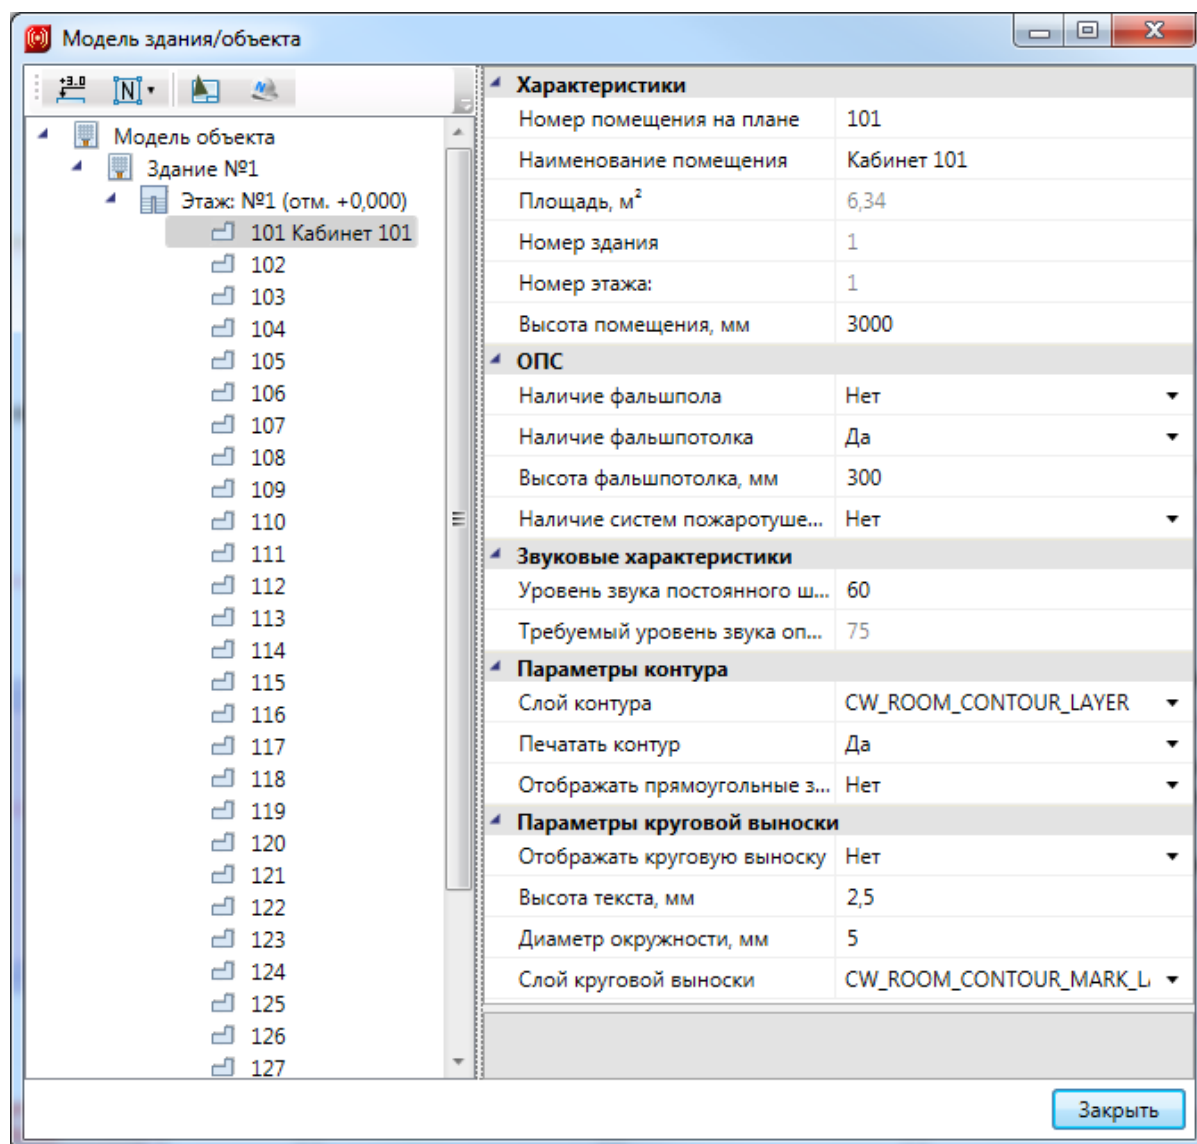 Модель здания/объекта
+3.0
N
Модель объекта
Здание №1
Этаж: №1 (отм. +0,000)
101 Кабинет 101
102
103
104
105
106
107
108
109
110
111
112
113
114
115
116
117
118
119
120
121
122
123
124
125
126
127
Характеристики
Номер помещения на плане 101
Наименование помещения Кабинет 101
Площадь, м² 6,34
Номер здания 1
Номер этажа: 1
Высота помещения, мм 3000
ОПС
Наличие фальшпола Нет
Наличие фальшпотолка Да
Высота фальшпотолка, мм 300
Наличие систем пожаротуше... Нет
Звуковые характеристики
Уровень звука постоянного ш... 60
Требуемый уровень звука оп... 75
Параметры контура
Слой контура CW_ROOM_CONTOUR_LAYER
Печатать контур Да
Отображать прямоугольные з... Нет
Параметры круговой выноски
Отображать круговую выноску Нет
Высота текста, мм 2,5
Диаметр окружности, мм 5
Слой круговой выноски CW_ROOM_CONTOUR_MARK_L
Закрыть